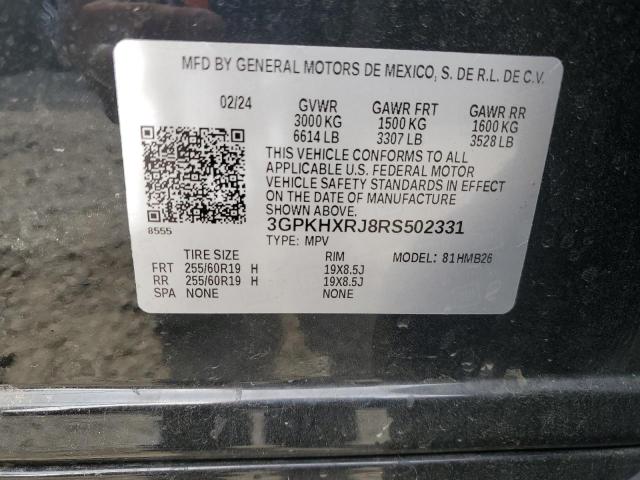 MFD BY GENERAL MOTORS DE MEXICO, S. DE R.L. DE C.V.
02/24 GVWR GAWR FRT GAWR RR
3000 KG 1500 KG 1600 KG
6614 LB 3307 LB 3528 LB
THIS VEHICLE CONFORMS TO ALL
APPLICABLE U.S. FEDERAL MOTOR
VEHICLE SAFETY STANDARDS IN EFFECT
ON THE DATE OF MANUFACTURE
SHOWN ABOVE.
8555 3GPKHXRJ8RS502331
TYPE: MPV MODEL: 81HMB26
TIRE SIZE RIM
FRT 255/60R19 H 19X8.5J
RR 255/60R19 H 19X8.5J
SPA NONE NONE